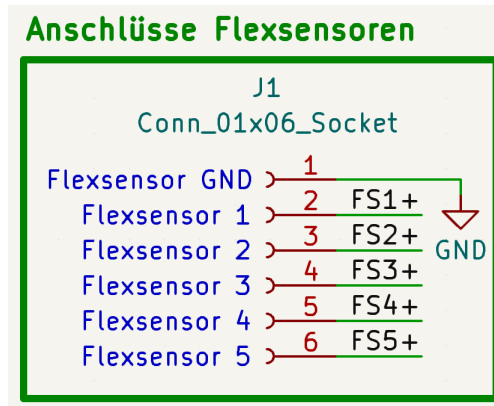 Anschlüsse Flexsensoren
J1
Conn_01x06_Socket
Flexsensor GND 1
Flexsensor 1 2 FS1+
Flexsensor 2 3 FS2+
GND
Flexsensor 3 4 FS3+
Flexsensor 4 5 FS4+
Flexsensor 5 6 FS5+